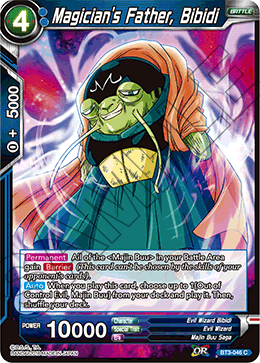 4
Magician's Father, Bibidi
BATTLE
0 + 5000
Permanent All of the <Majin Buu> in your Battle Area
gain Barrier (This card can't be chosen by the skills of your
opponent's cards).
Auto When you play this card, choose up to 1 {Out of
Control Evil, Majin Buu} from your deck and play it. Then,
shuffle your deck.
POWER 10000
Character Evil Wizard Bibidi
Special Trait Evil Wizard
Era Majin Buu Saga
BT3-046 C